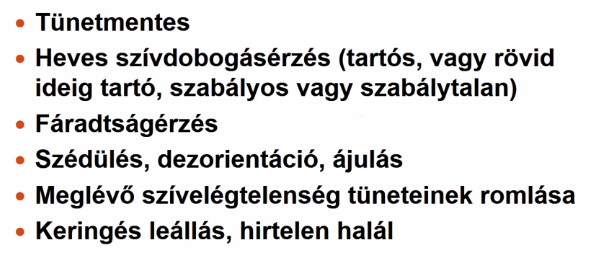 • Tünetmentes
• Heves szívdobogásérzés (tartós, vagy rövid
ideig tartó, szabályos vagy szabálytalan)
• Fáradtságérzés
• Szédülés, dezorientáció, ájulás
• Meglévő szívelégtelenség tüneteinek romlása
• Keringés leállás, hirtelen halál